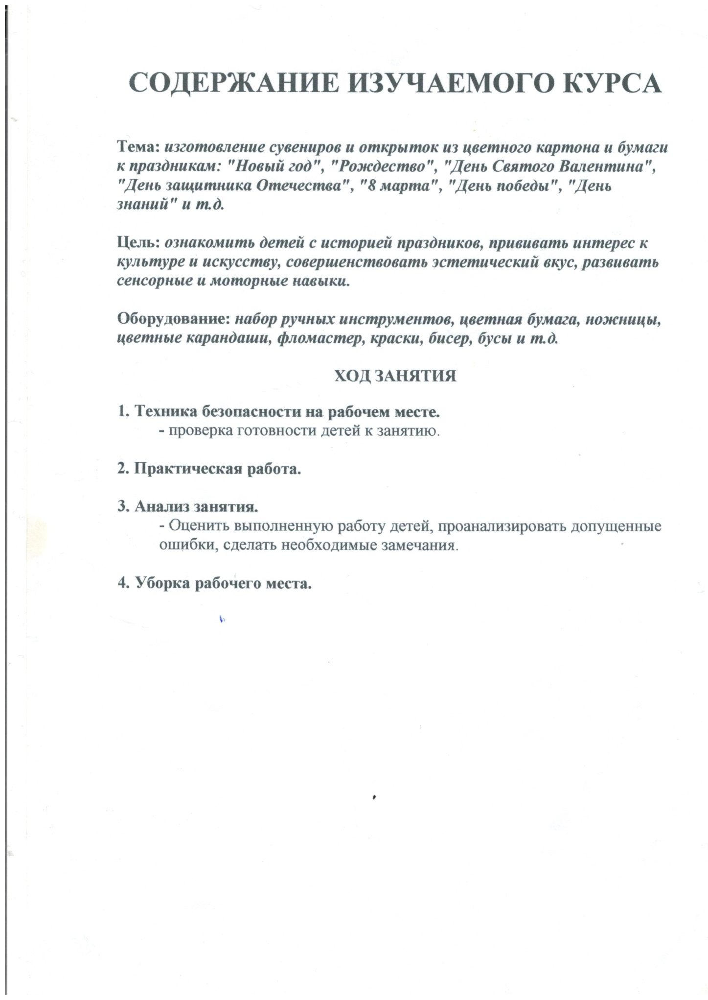 СОДЕРЖАНИЕ ИЗУЧАЕМОГО КУРСА
Тема: изготовление сувениров и открыток из цветного картона и бумаги
к праздникам: "Новый год", "Рождество", "День Святого Валентина",
"День защитника Отечества", "8 марта", "День победы", "День
знаний" и т.д.
Цель: ознакомить детей с историей праздников, прививать интерес к
культуре и искусству, совершенствовать эстетический вкус, развивать
сенсорные и моторные навыки.
Оборудование: набор ручных инструментов, цветная бумага, ножницы,
цветные карандаши, фломастер, краски, бисер, бусы и т.д.
ХОД ЗАНЯТИЯ
1. Техника безопасности на рабочем месте.
- проверка готовности детей к занятию.
2. Практическая работа.
3. Анализ занятия.
- Оценить выполненную работу детей, проанализировать допущенные
ошибки, сделать необходимые замечания.
4. Уборка рабочего места.